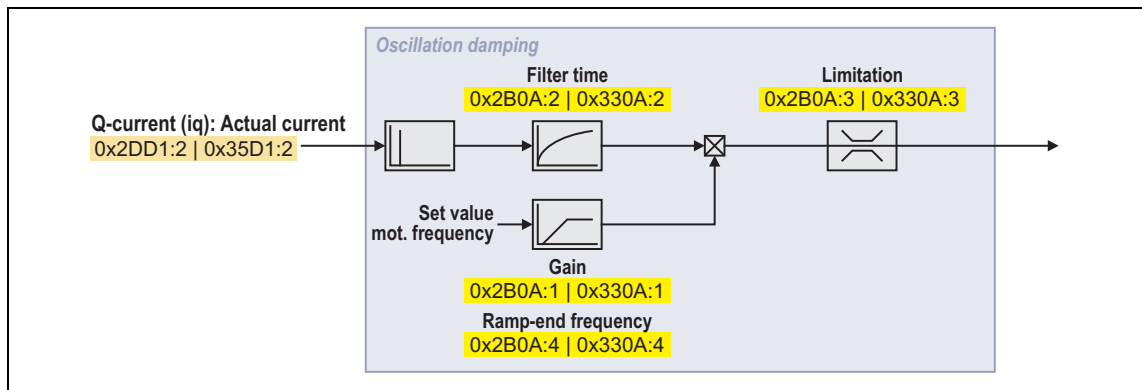 Oscillation damping
Filter time
0x2B0A:2 | 0x330A:2
Limitation
0x2B0A:3 | 0x330A:3
Q-current (iq): Actual current
0x2DD1:2 | 0x35D1:2
Set value
mot. frequency
Gain
0x2B0A:1 | 0x330A:1
Ramp-end frequency
0x2B0A:4 | 0x330A:4